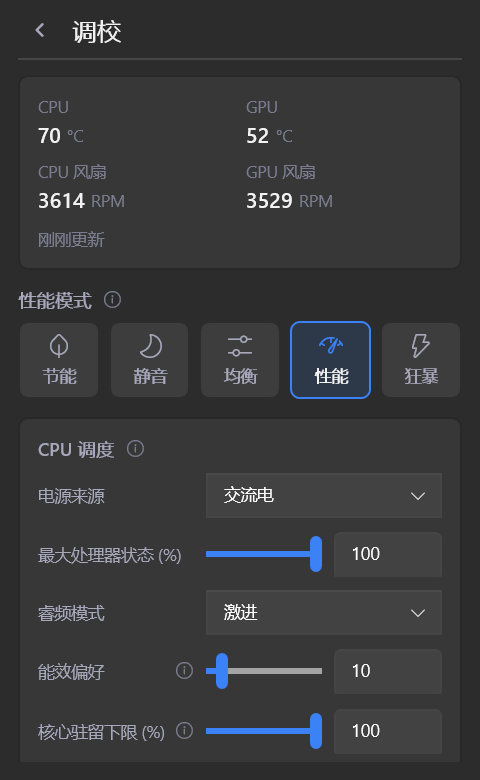 调校
CPU GPU
70 °C 52 °C
CPU 风扇 GPU 风扇
3614 RPM 3529 RPM
刚刚更新
性能模式
节能 静音 均衡 性能 狂暴
CPU 调度
电源来源 交流电
最大处理器状态 (%) 100
睿频模式 激进
能效偏好 10
核心驻留下限 (%) 100